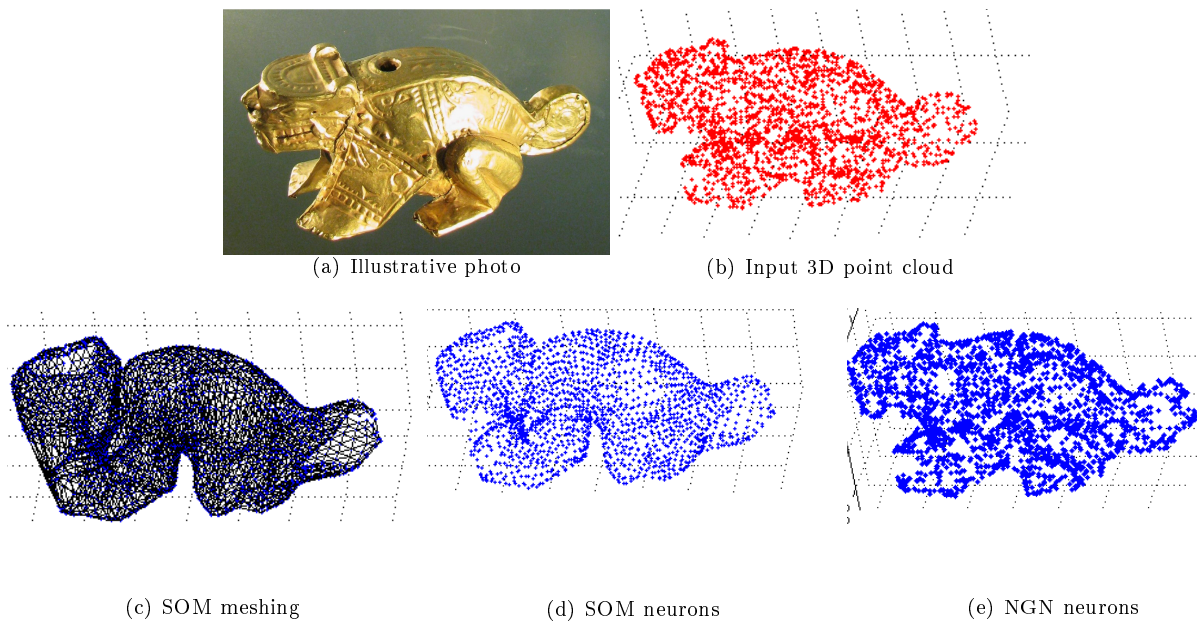 (a) Illustrative photo
(b) Input 3D point cloud
(c) SOM meshing
(d) SOM neurons
(e) NGN neurons